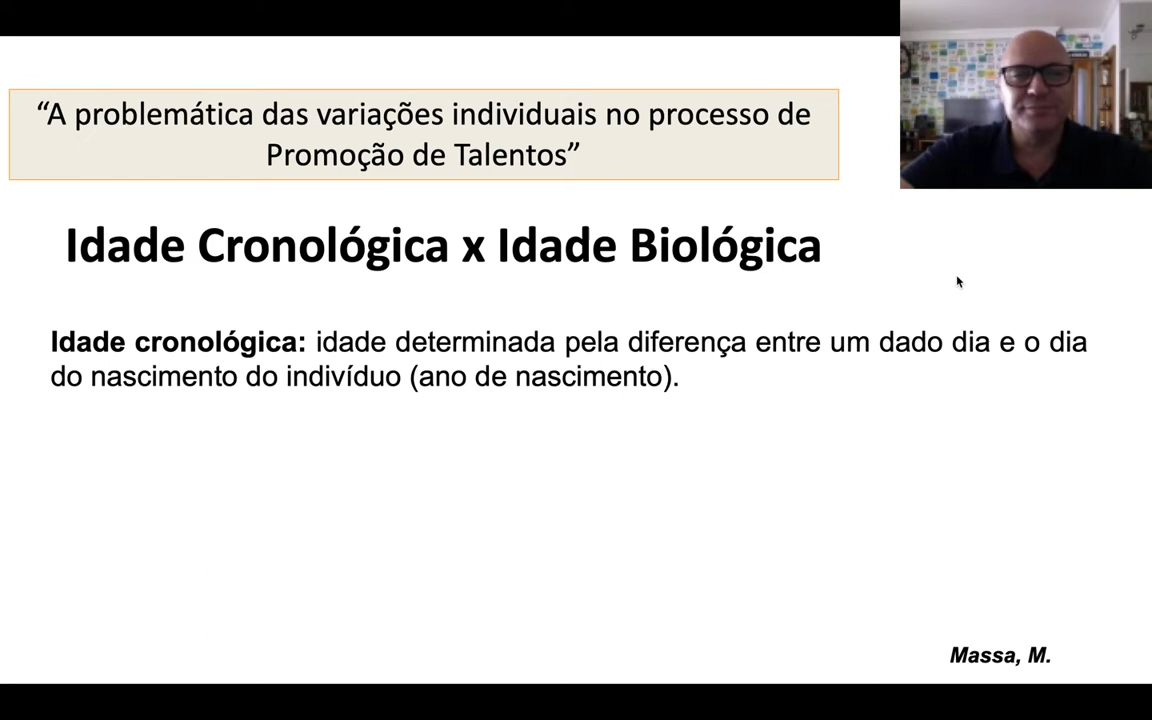 “A problemática das variações individuais no processo de
Promoção de Talentos”
Idade Cronológica x Idade Biológica
Idade cronológica: idade determinada pela diferença entre um dado dia e o dia
do nascimento do indivíduo (ano de nascimento).
Massa, M.